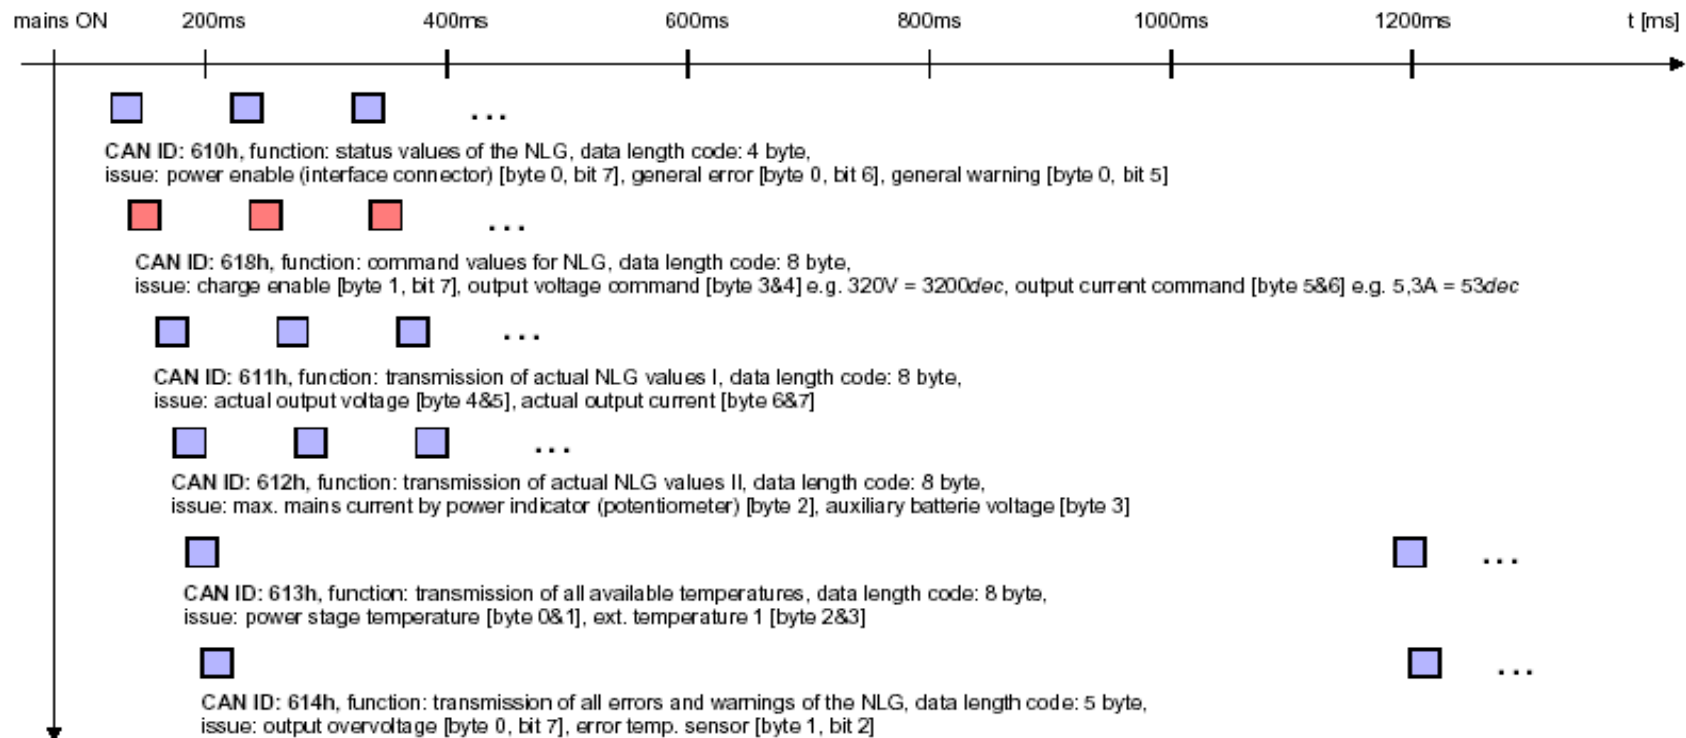 mains ON 200ms 400ms 600ms 800ms 1000ms 1200ms t [ms]
...
CAN ID: 610h, function: status values of the NLG, data length code: 4 byte,
issue: power enable (interface connector) [byte 0, bit 7], general error [byte 0, bit 6], general warning [byte 0, bit 5]
...
CAN ID: 618h, function: command values for NLG, data length code: 8 byte,
issue: charge enable [byte 1, bit 7], output voltage command [byte 3&4] e.g. 320V = 3200dec, output current command [byte 5&6] e.g. 5,3A = 53dec
...
CAN ID: 611h, function: transmission of actual NLG values I, data length code: 8 byte,
issue: actual output voltage [byte 4&5], actual output current [byte 6&7]
...
CAN ID: 612h, function: transmission of actual NLG values II, data length code: 8 byte,
issue: max. mains current by power indicator (potentiometer) [byte 2], auxiliary batterie voltage [byte 3]
...
CAN ID: 613h, function: transmission of all available temperatures, data length code: 8 byte,
issue: power stage temperature [byte 0&1], ext. temperature 1 [byte 2&3]
...
CAN ID: 614h, function: transmission of all errors and warnings of the NLG, data length code: 5 byte,
issue: output overvoltage [byte 0, bit 7], error temp. sensor [byte 1, bit 2]